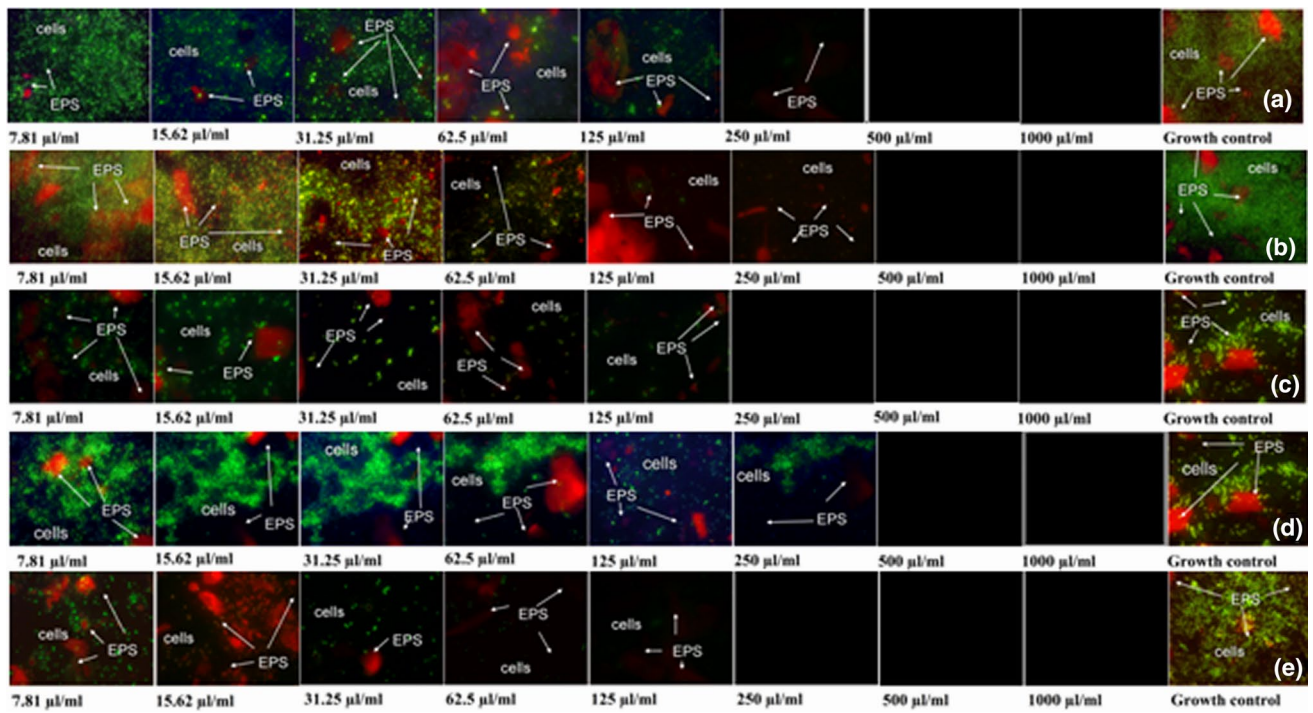 cells cells EPS cells EPS EPS cells EPS
EPS EPS cells EPS cells EPS (a)
7.81 µl/ml 15.62 µl/ml 31.25 µl/ml 62.5 µl/ml 125 µl/ml 250 µl/ml 500 µl/ml 1000 µl/ml Growth control
EPS cells cells cells cells cells
cells EPS cells EPS EPS EPS EPS EPS (b)
7.81 µl/ml 15.62 µl/ml 31.25 µl/ml 62.5 µl/ml 125 µl/ml 250 µl/ml 500 µl/ml 1000 µl/ml Growth control
EPS cells EPS cells EPS EPS cells
cells EPS cells EPS cells (c)
7.81 µl/ml 15.62 µl/ml 31.25 µl/ml 62.5 µl/ml 125 µl/ml 250 µl/ml 500 µl/ml 1000 µl/ml Growth control
EPS cells cells cells cells cells EPS cells
cells EPS EPS EPS EPS EPS (d)
7.81 µl/ml 15.62 µl/ml 31.25 µl/ml 62.5 µl/ml 125 µl/ml 250 µl/ml 500 µl/ml 1000 µl/ml Growth control
cells cells cells EPS cells EPS
EPS EPS EPS cells EPS cells (e)
7.81 µl/ml 15.62 µl/ml 31.25 µl/ml 62.5 µl/ml 125 µl/ml 250 µl/ml 500 µl/ml 1000 µl/ml Growth control